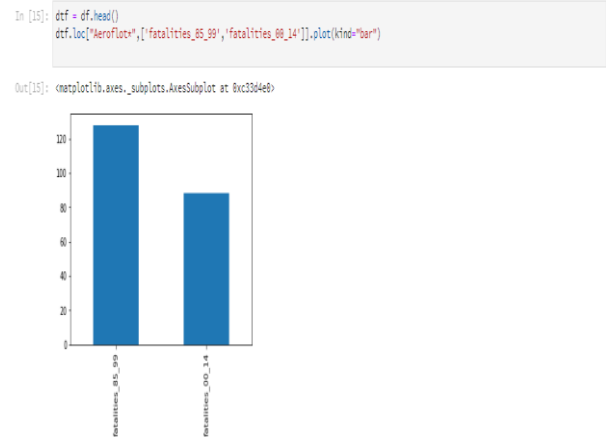 In [15]: dtf = df.head()
dtf.loc["Aeroflot*",['fatalities_85_99','fatalities_00_14']].plot(kind="bar")
Out[15]: <matplotlib.axes._subplots.AxesSubplot at 0xc33d4e0>
120
100
80
60
40
20
0
fatalities_85_99
fatalities_00_14